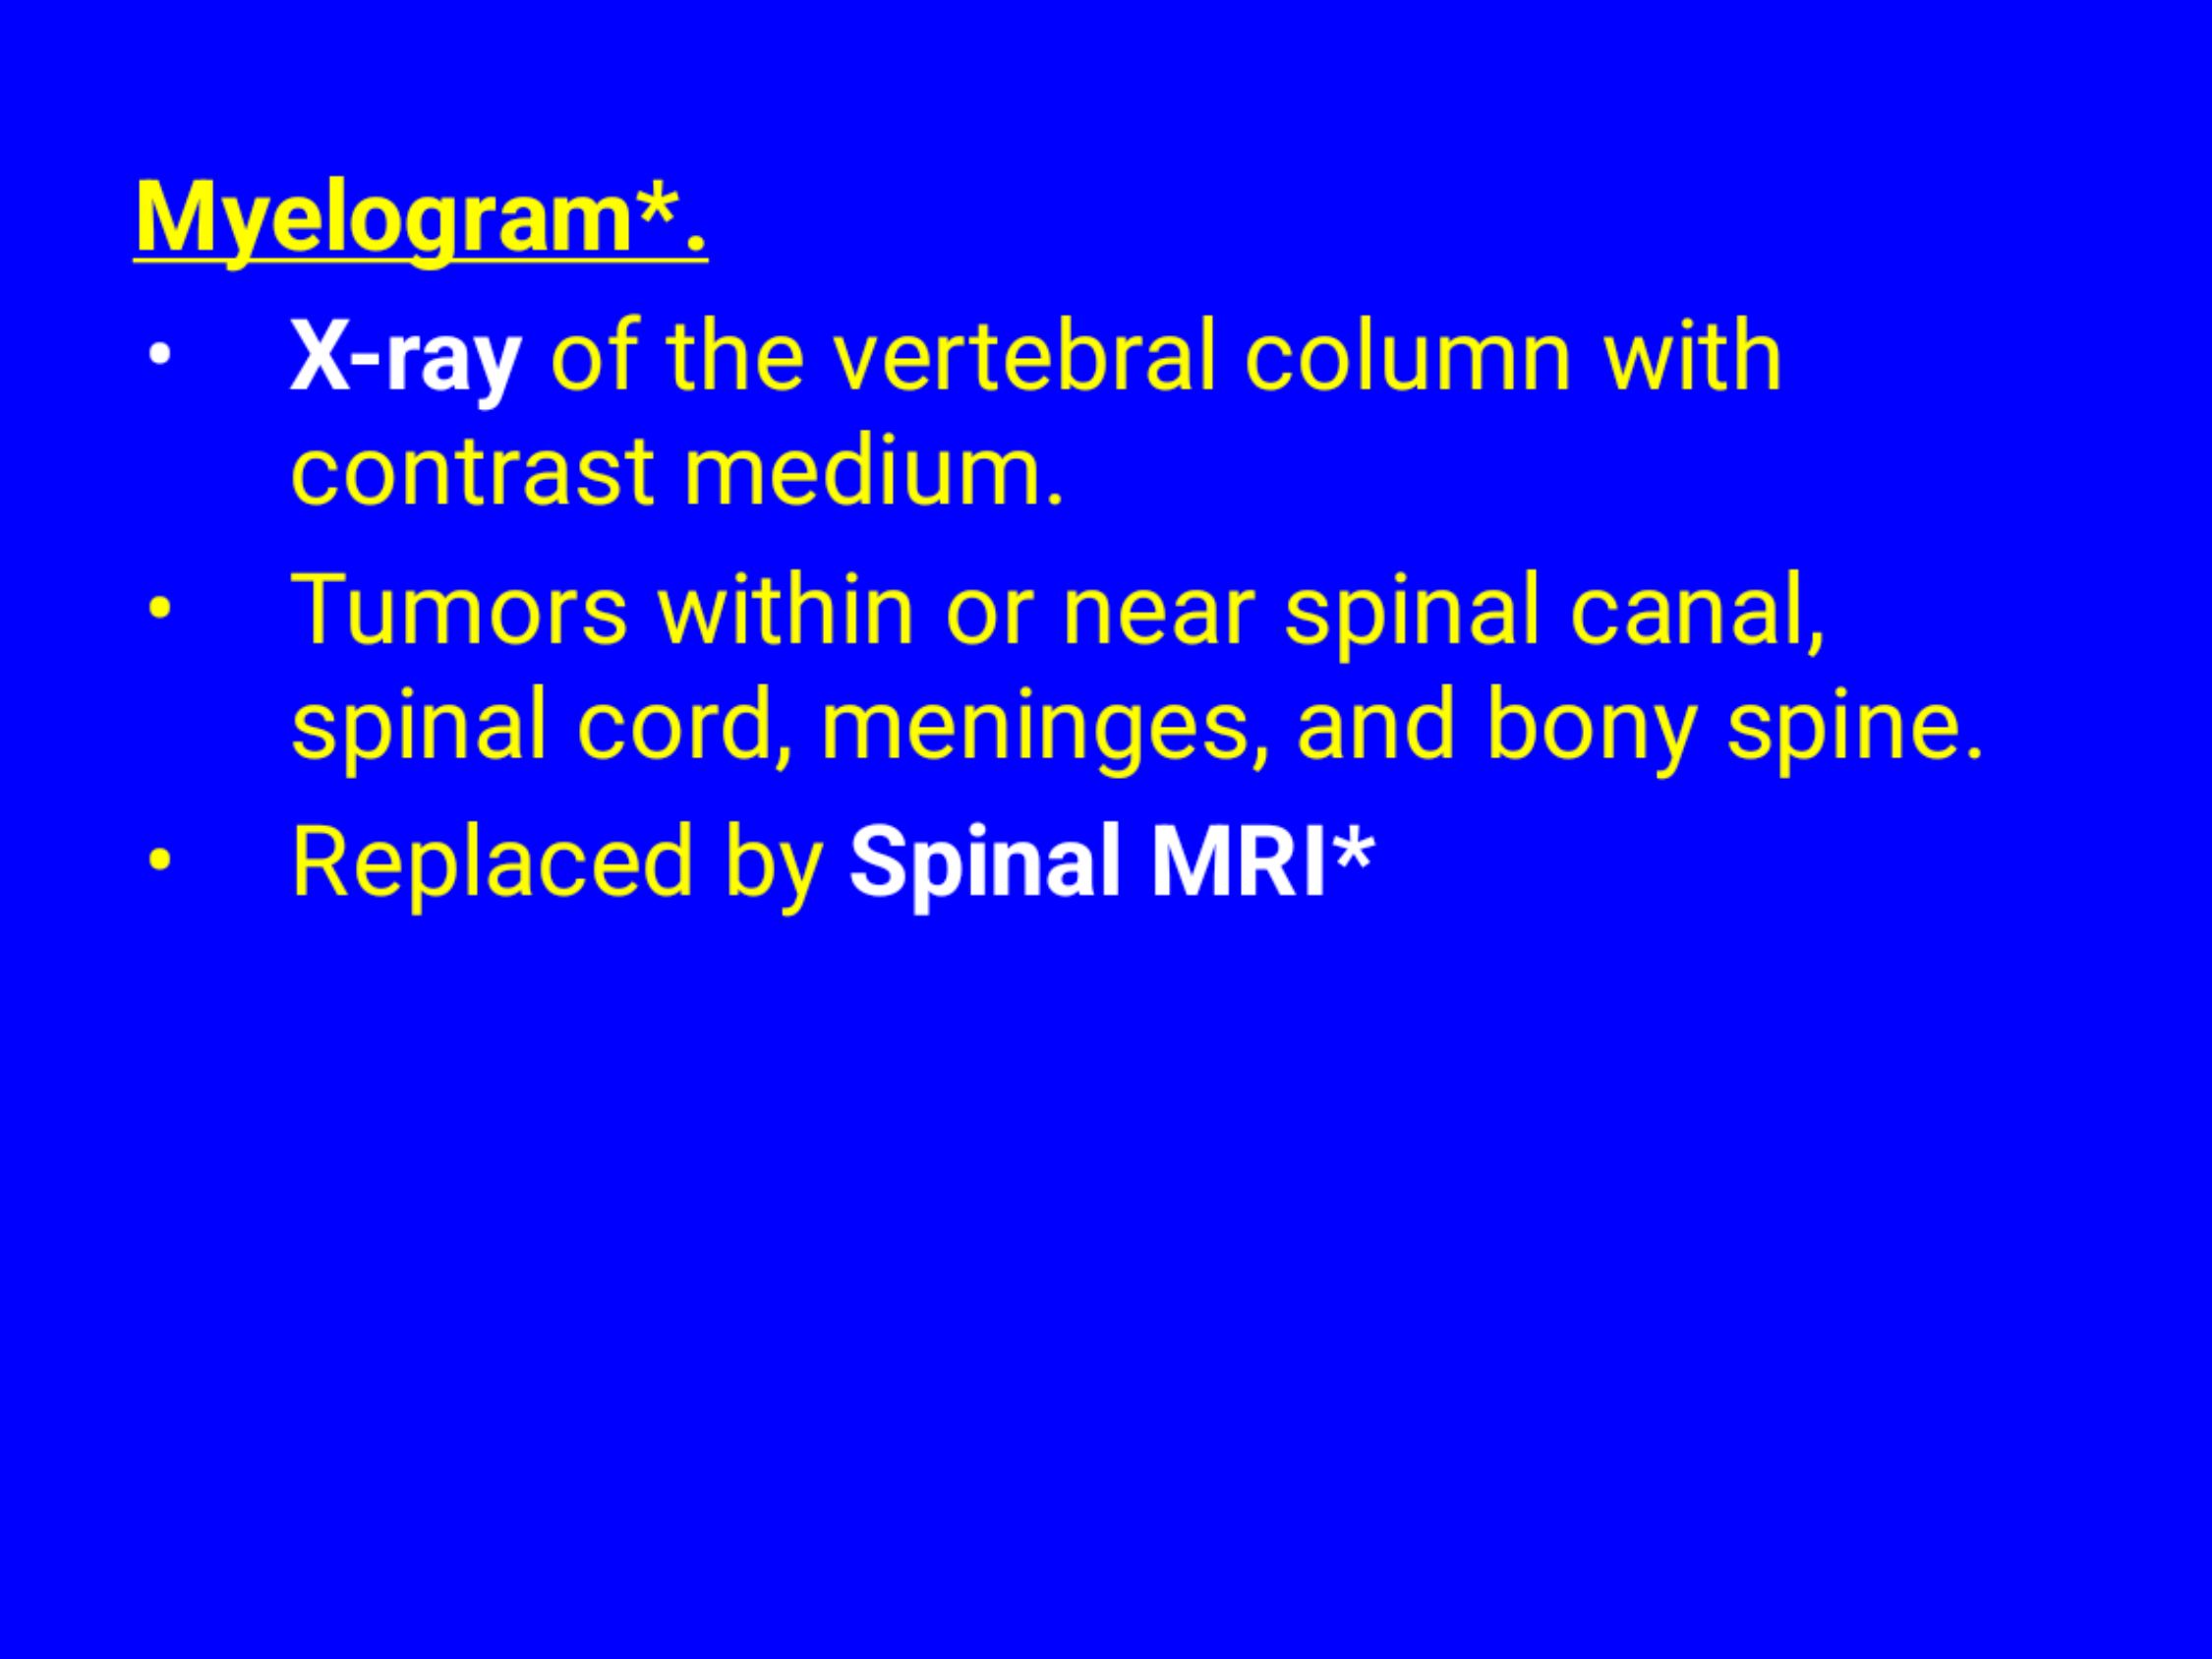 Myelogram*.
• X-ray of the vertebral column with
contrast medium.
• Tumors within or near spinal canal,
spinal cord, meninges, and bony spine.
• Replaced by Spinal MRI*